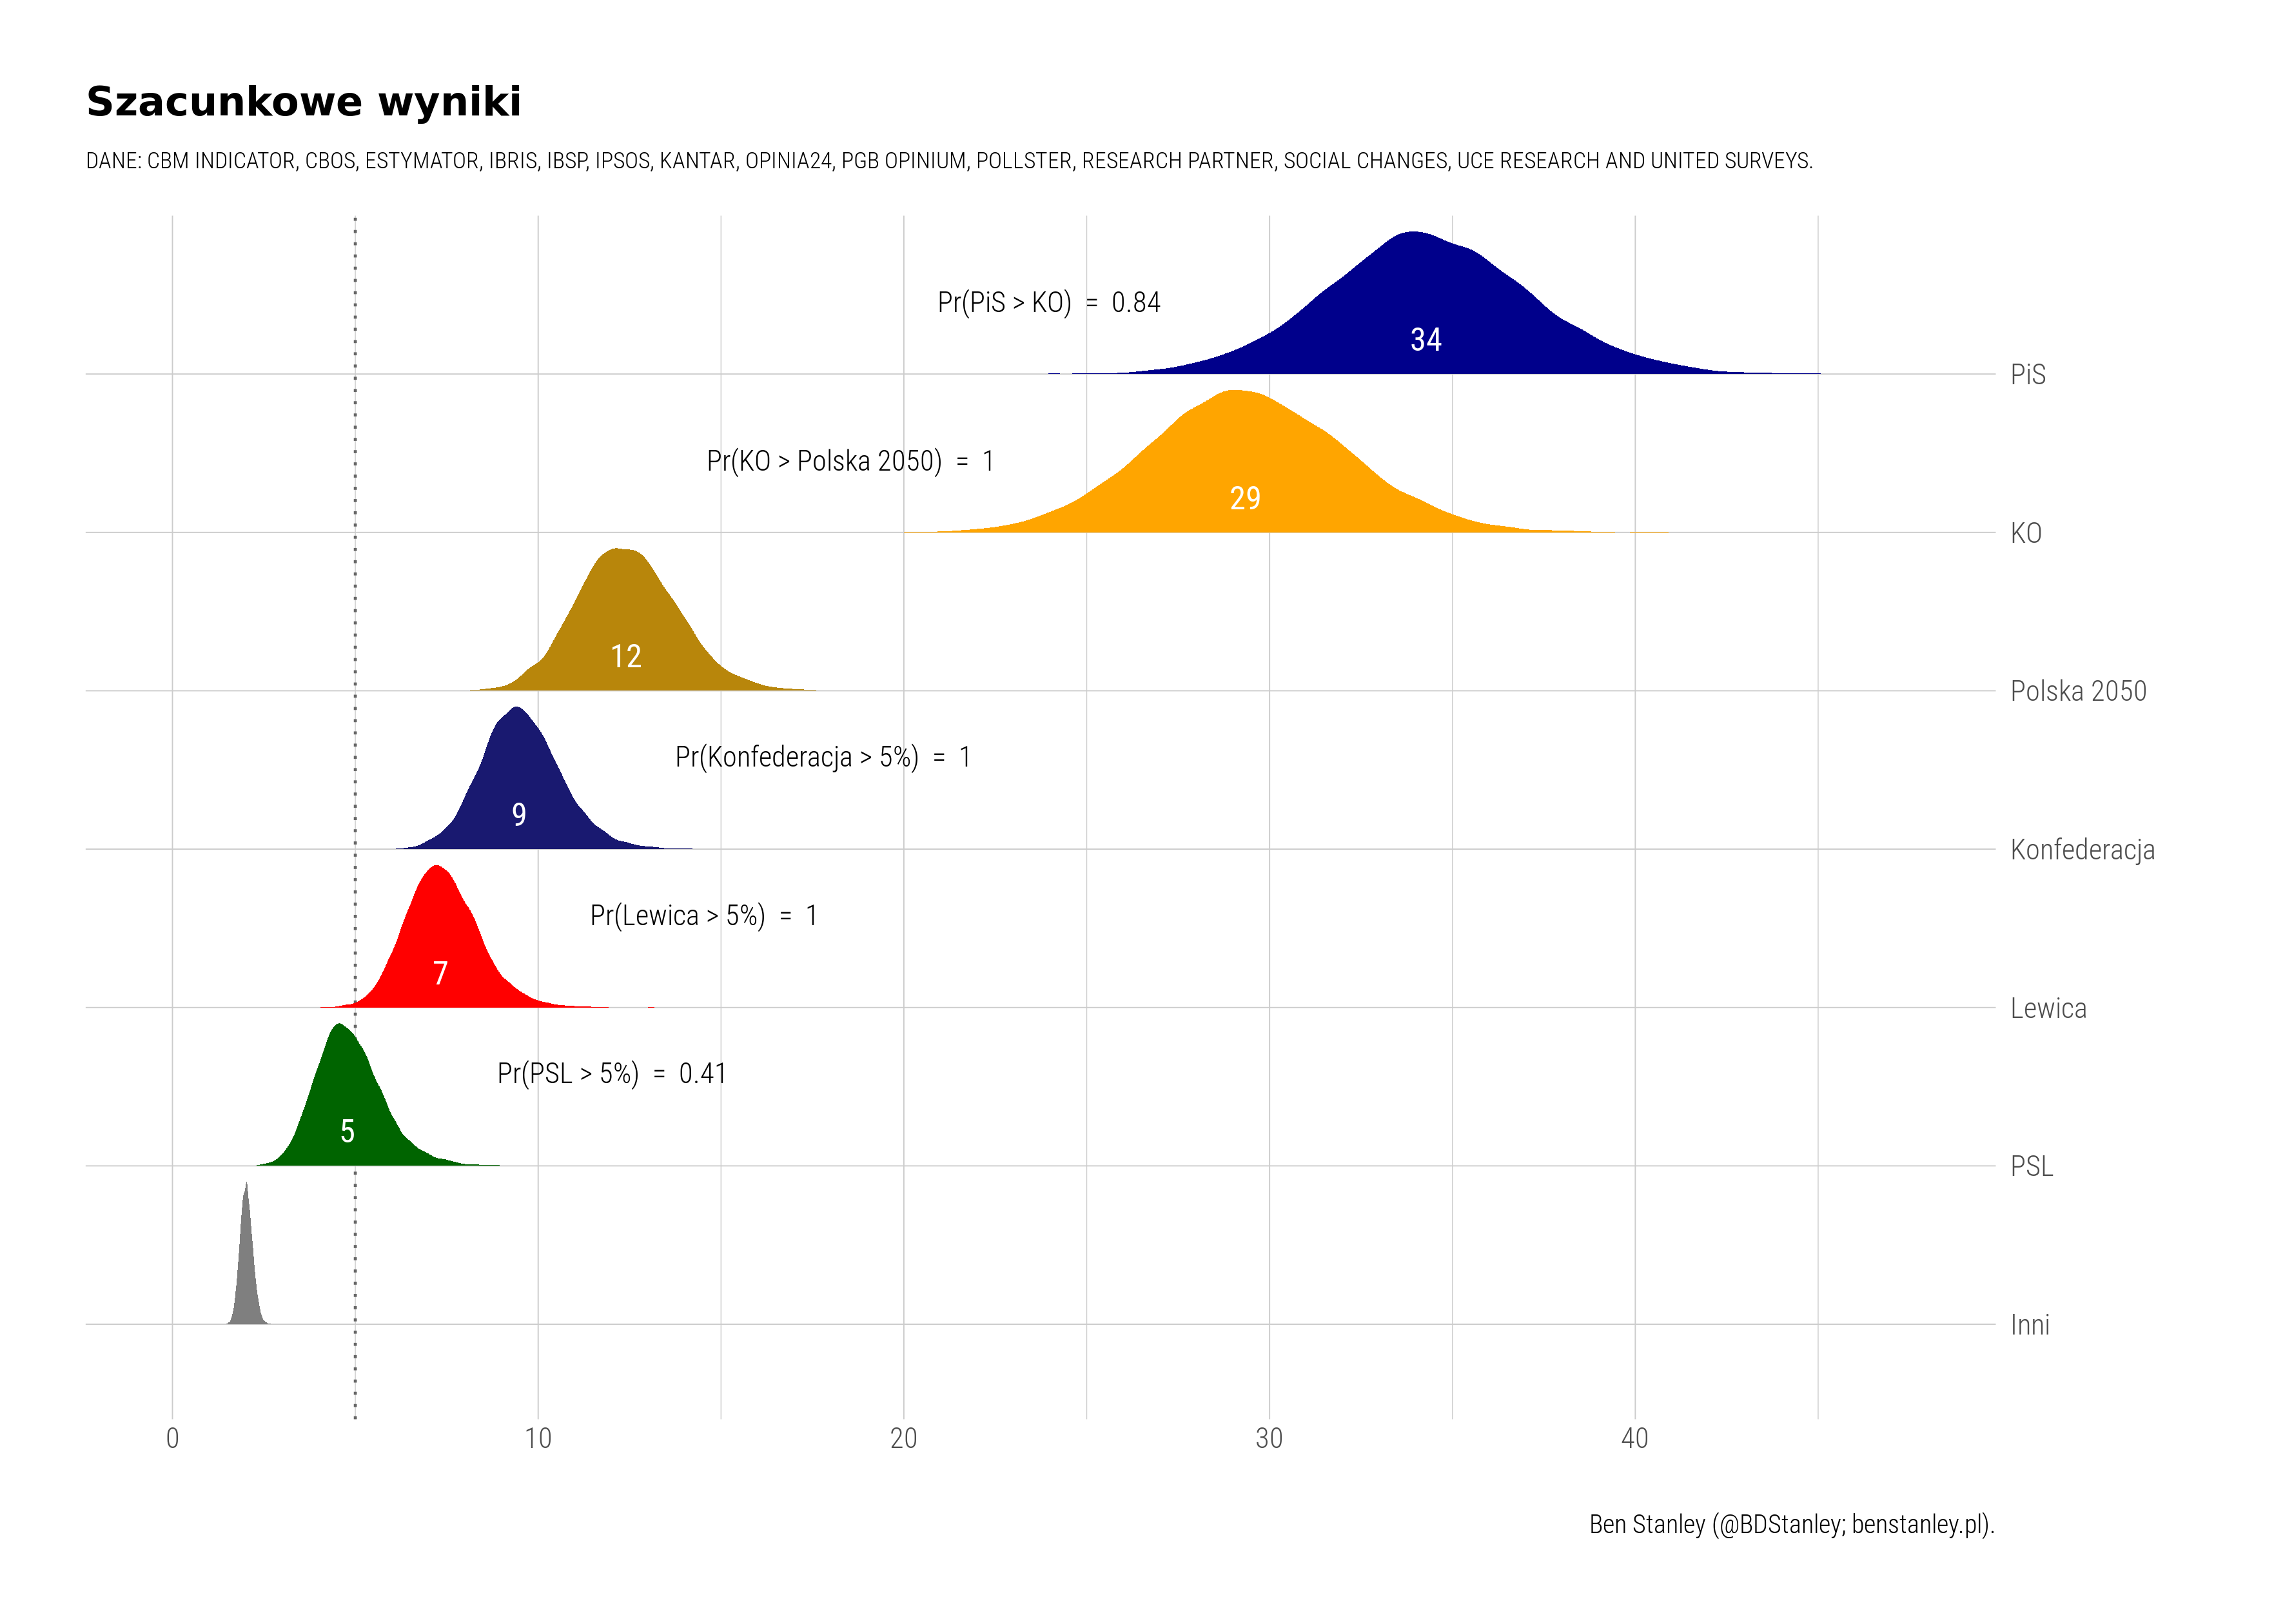 Szacunkowe wyniki
DANE: CBM INDICATOR, CBOS, ESTYMATOR, IBRIS, IBSP, IPSOS, KANTAR, OPINIA24, PGB OPINIUM, POLLSTER, RESEARCH PARTNER, SOCIAL CHANGES, UCE RESEARCH AND UNITED SURVEYS.
Pr(PiS > KO) = 0.84
34
PiS
Pr(KO > Polska 2050) = 1
29
KO
12
Polska 2050
Pr(Konfederacja > 5%) = 1
9
Konfederacja
Pr(Lewica > 5%) = 1
7
Lewica
Pr(PSL > 5%) = 0.41
5
PSL
Inni
0 10 20 30 40
Ben Stanley (@BDStanley; benstanley.pl).